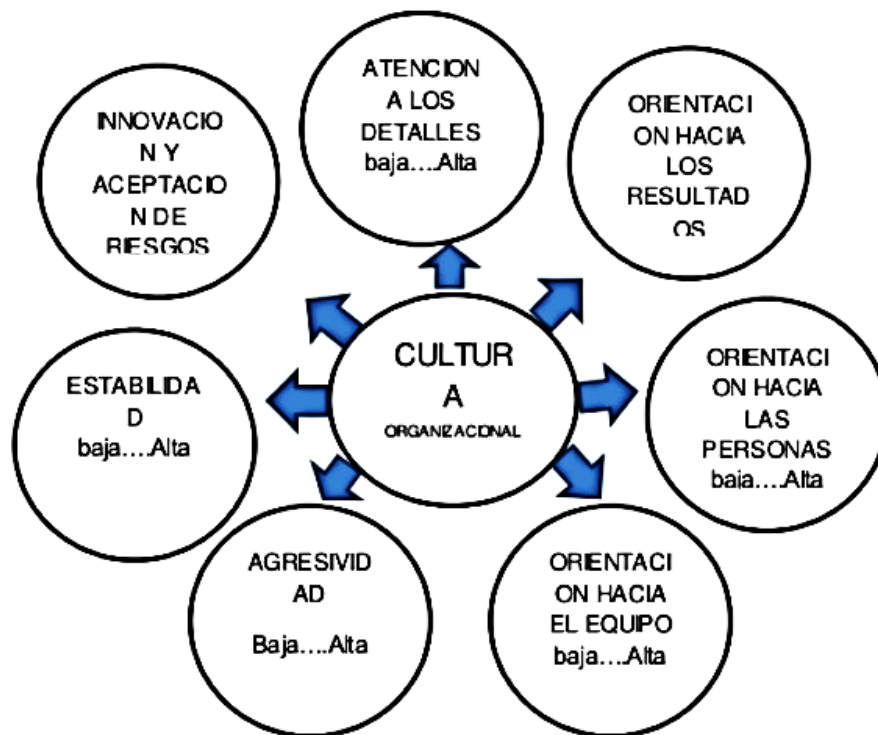 ATENCION
A LOS
DETALLES
baja....Alta
INNOVACIO
N Y
ACEPTACIO
N DE
RIESGOS
ORIENTACI
ON HACIA
LOS
RESULTAD
OS
CULTUR
A
ORGANIZACIONAL
ESTABILIDA
D
baja....Alta
ORIENTACI
ON HACIA
LAS
PERSONAS
baja....Alta
AGRESIVID
AD
Baja....Alta
ORIENTACI
ON HACIA
EL EQUIPO
baja....Alta